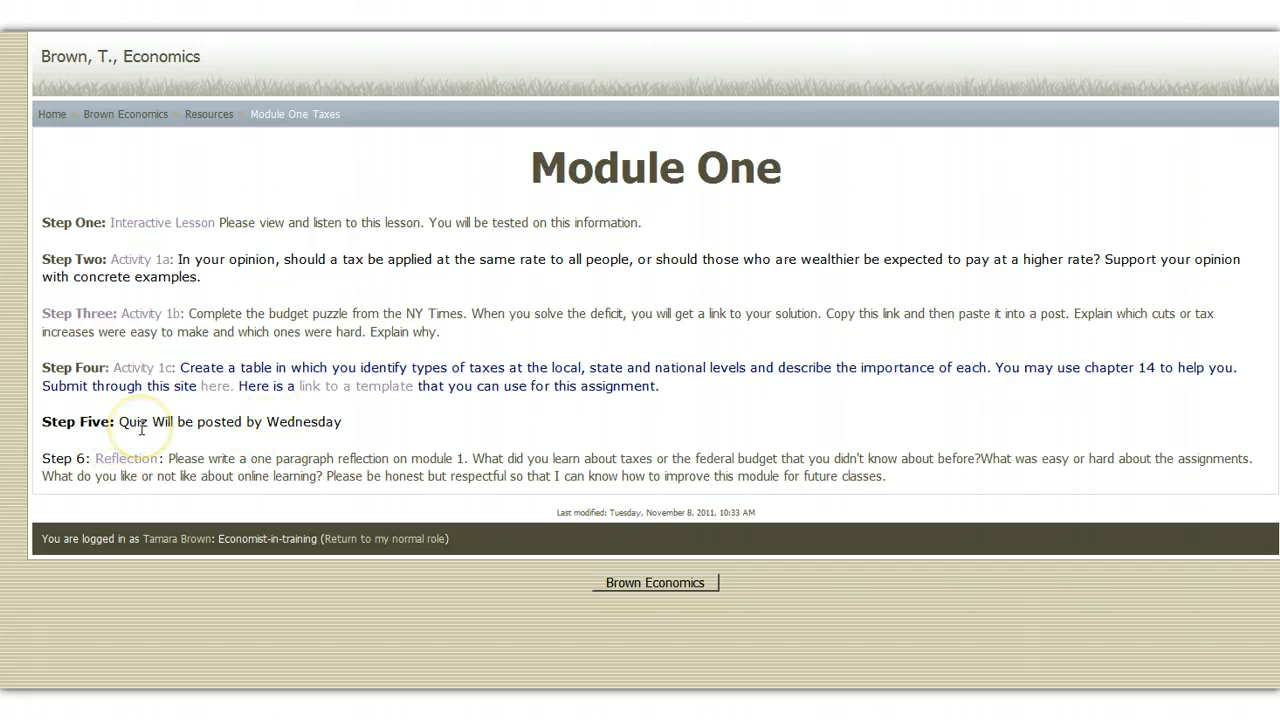 Brown, T., Economics
Home Brown Economics Resources Module One Taxes
Module One
Step One: Interactive Lesson Please view and listen to this lesson. You will be tested on this information.
Step Two: Activity 1a: In your opinion, should a tax be applied at the same rate to all people, or should those who are wealthier be expected to pay at a higher rate? Support your opinion
with concrete examples.
Step Three: Activity 1b: Complete the budget puzzle from the NY Times. When you solve the deficit, you will get a link to your solution. Copy this link and then paste it into a post. Explain which cuts or tax
increases were easy to make and which ones were hard. Explain why.
Step Four: Activity 1c: Create a table in which you identify types of taxes at the local, state and national levels and describe the importance of each. You may use chapter 14 to help you.
Submit through this site here. Here is a link to a template that you can use for this assignment.
Step Five: Quiz Will be posted by Wednesday
Step 6: Reflection: Please write a one paragraph reflection on module 1. What did you learn about taxes or the federal budget that you didn't know about before?What was easy or hard about the assignments.
What do you like or not like about online learning? Please be honest but respectful so that I can know how to improve this module for future classes.
Last modified: Tuesday, November 8, 2011, 10:33 AM
You are logged in as Tamara Brown: Economist-in-training (Return to my normal role)
Brown Economics